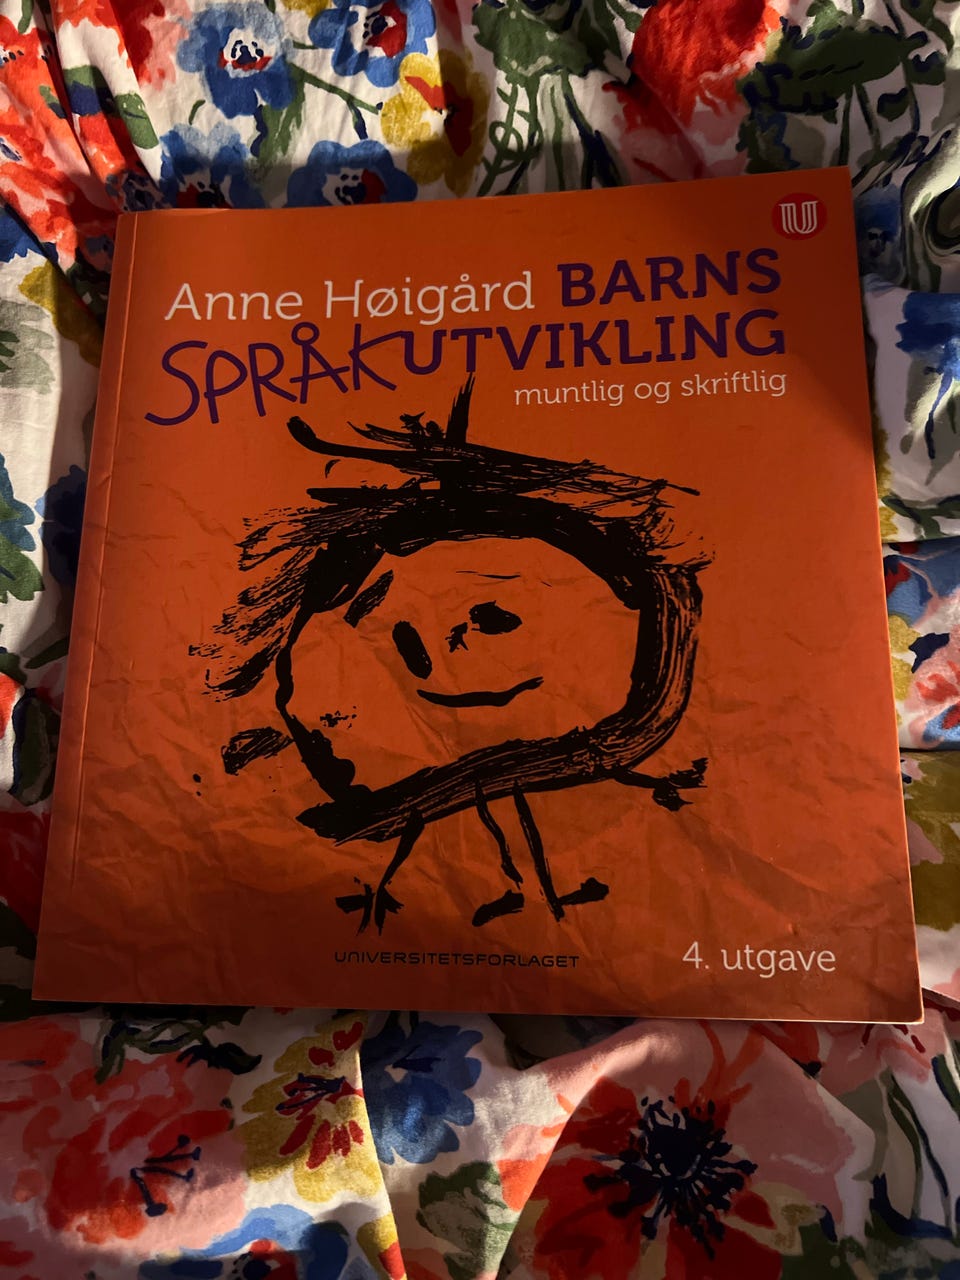 U
Anne Høigård BARNS
SPRÅKUTVIKLING
muntlig og skriftlig
UNIVERSITETSFORLAGET
4. utgave